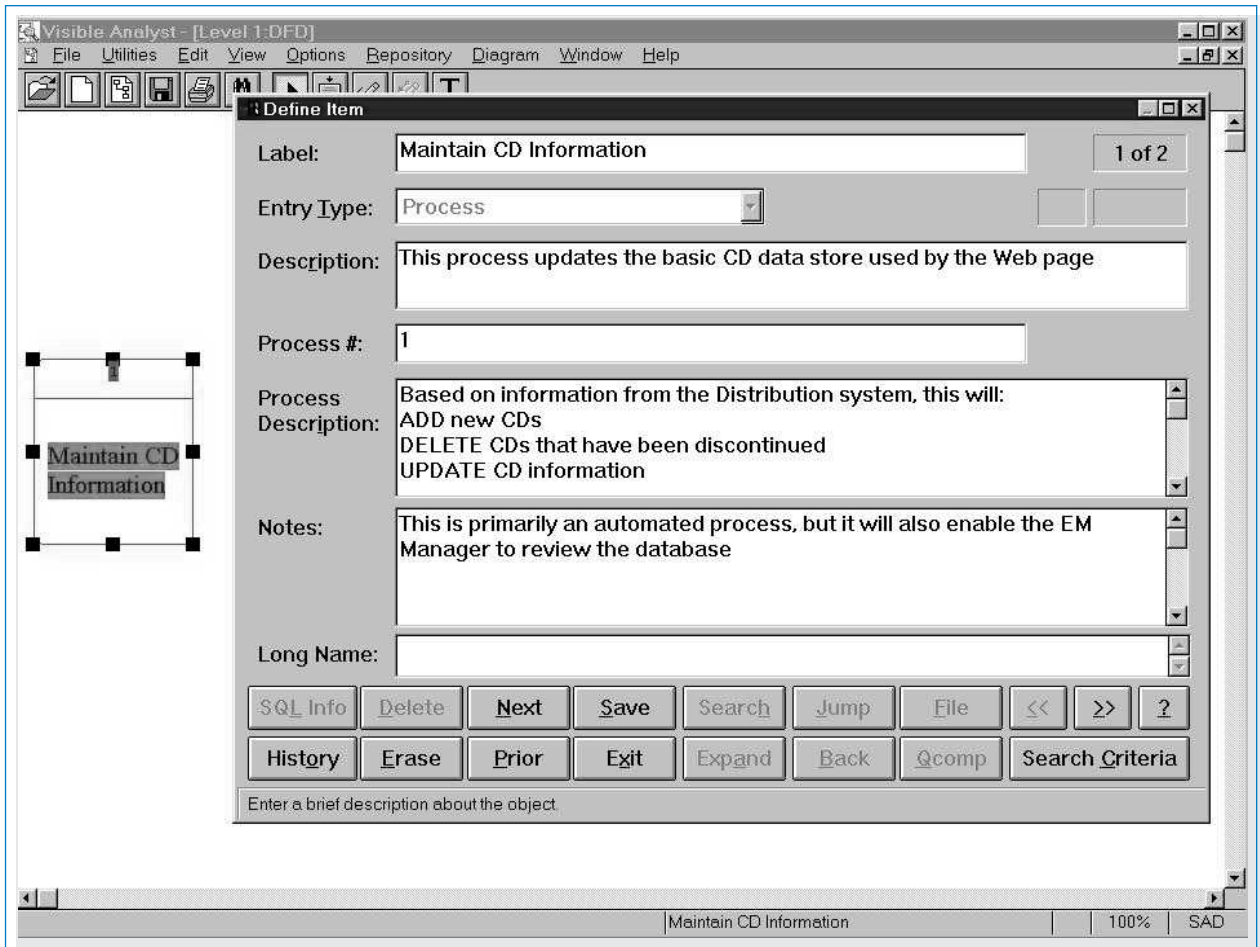 Visible Analyst - [Level 1:DFD]
File Utilities Edit View Options Repository Diagram Window Help
T
Define Item
Label: Maintain CD Information 1 of 2
Entry Type: Process
Description: This process updates the basic CD data store used by the Web page
Process #: 1
Process Description: Based on information from the Distribution system, this will:
ADD new CDs
DELETE CDs that have been discontinued
UPDATE CD information
Notes: This is primarily an automated process, but it will also enable the EM
Manager to review the database
Long Name:
SQL Info Delete Next Save Search Jump File << >> ?
History Erase Prior Exit Expand Back Qcomp Search Criteria
Enter a brief description about the object.
1
Maintain CD
Information
Maintain CD Information 100% SAD